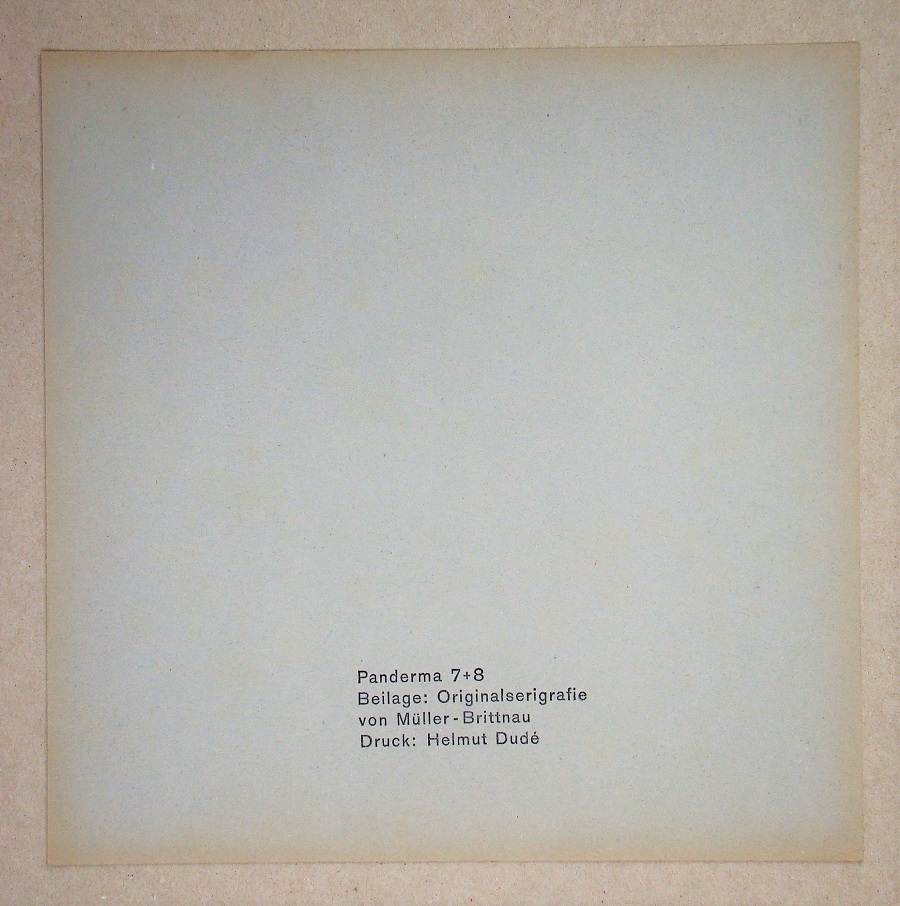 Panderma 7+8
Beilage: Originalserigrafie
von Müller-Brittnau
Druck: Helmut Dudé